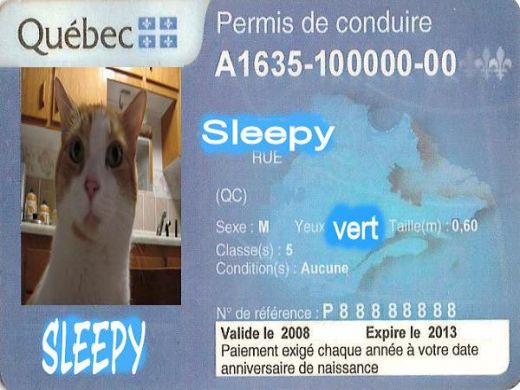 Québec
Permis de conduire
A1635-100000-00
Sleepy
RUE
(QC)
Sexe : M Yeux vert Taille(m) : 0,60
Classe(s) : 5
Condition(s) : Aucune
N° de référence : P 8 8 8 8 8 8 8 8
Valide le 2008 Expire le 2013
Paiement exigé chaque année à votre date
anniversaire de naissance
SLEEPY